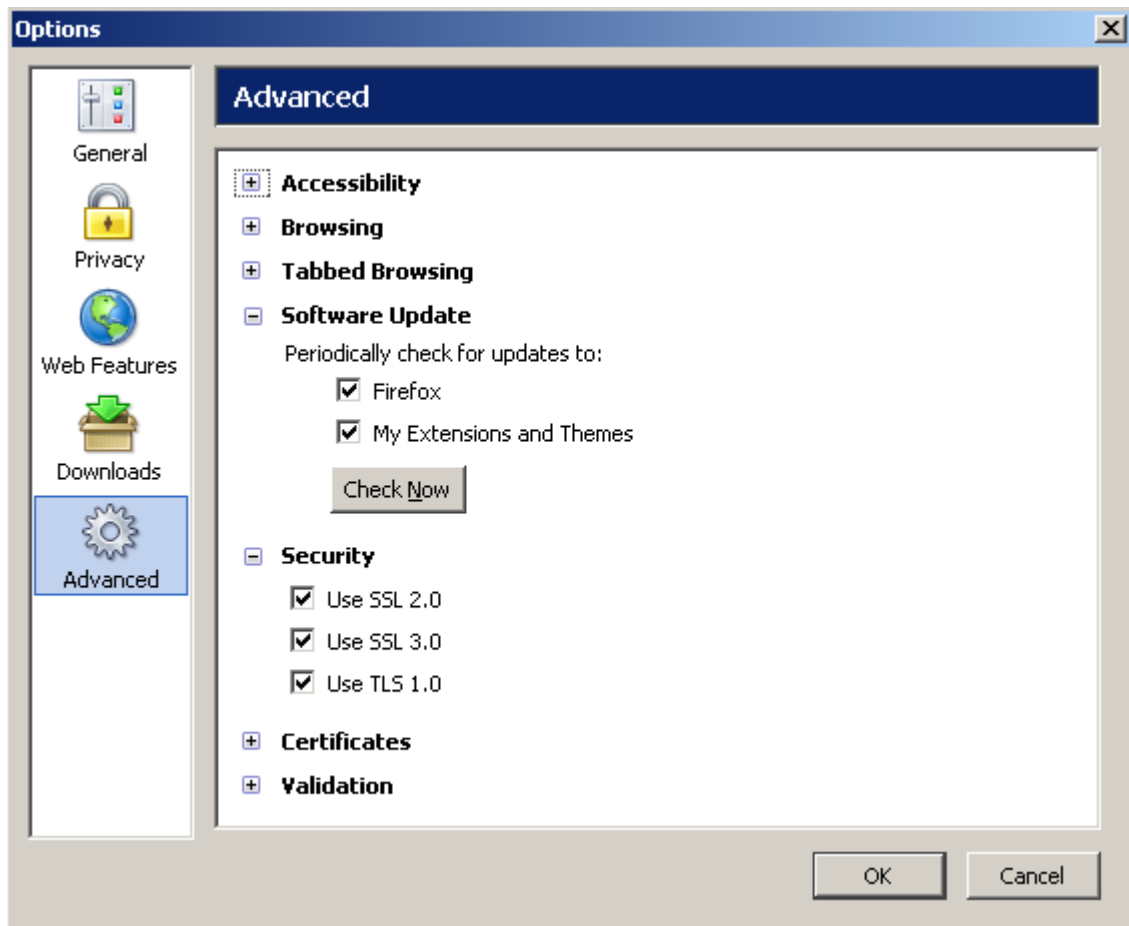 Options
General
Privacy
Web Features
Downloads
Advanced
Advanced
Accessibility
Browsing
Tabbed Browsing
Software Update
Periodically check for updates to:
Firefox
My Extensions and Themes
Check Now
Security
Use SSL 2.0
Use SSL 3.0
Use TLS 1.0
Certificates
Validation
OK
Cancel